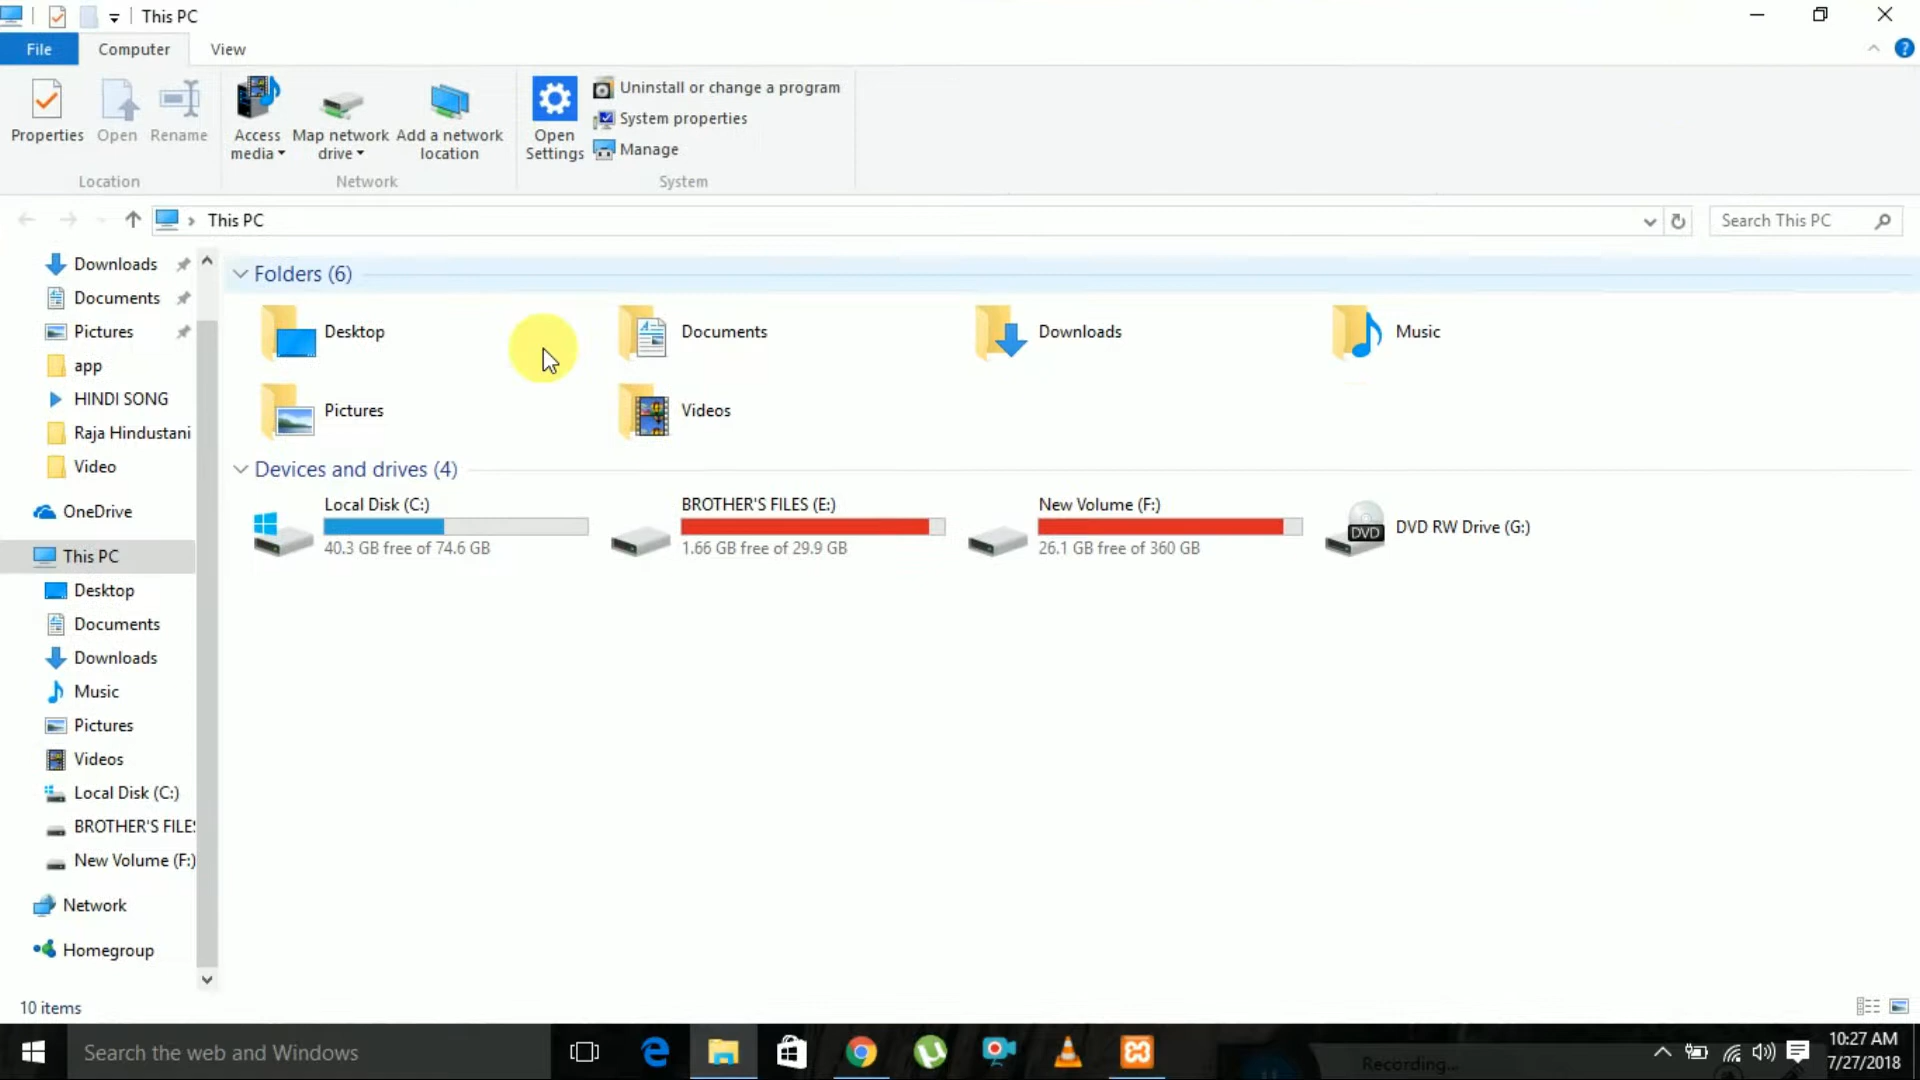 This PC
File
Computer
View
Properties
Open
Rename
Access media
Map network drive
Add a network location
Open Settings
Uninstall or change a program
System properties
Manage
Location
Network
System
This PC
Search This PC
Downloads
Documents
Pictures
app
HINDI SONG
Raja Hindustani
Video
OneDrive
This PC
Desktop
Documents
Downloads
Music
Pictures
Videos
Local Disk (C:)
BROTHER'S FILES
New Volume (F:)
Network
Homegroup
Folders (6)
Desktop
Documents
Downloads
Music
Pictures
Videos
Devices and drives (4)
Local Disk (C:)
40.3 GB free of 74.6 GB
BROTHER'S FILES (E:)
1.66 GB free of 29.9 GB
New Volume (F:)
26.1 GB free of 360 GB
DVD
DVD RW Drive (G:)
10 items
Search the web and Windows
Recording...
10:27 AM
7/27/2018